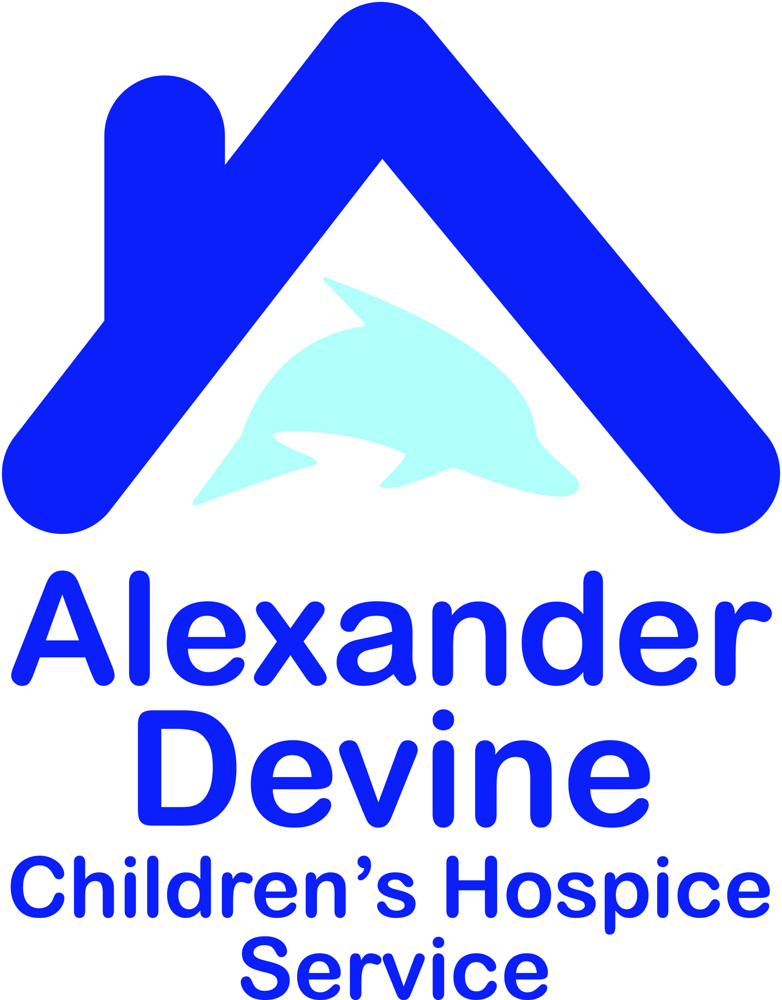 Alexander
Devine
Children’s Hospice
Service